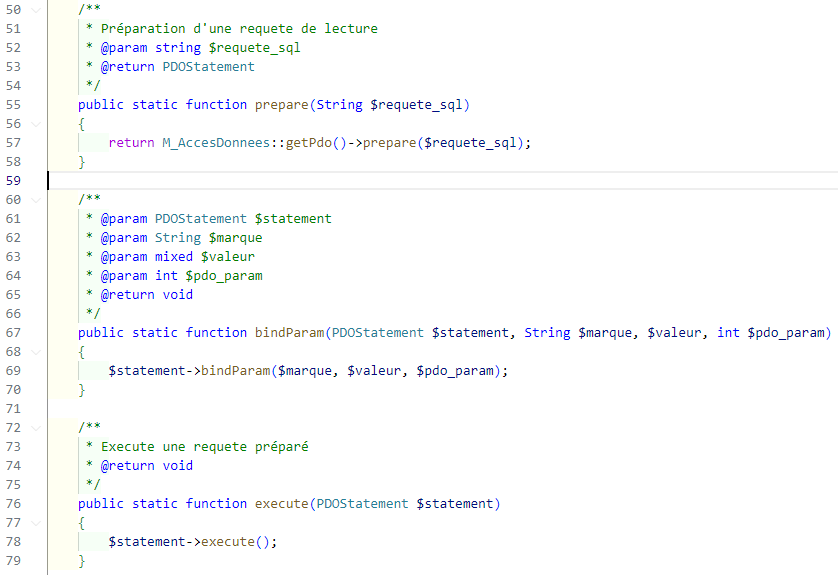 50 /**
51 * Préparation d'une requete de lecture
52 * @param string $requete_sql
53 * @return PDOStatement
54 */
55 public static function prepare(String $requete_sql)
56 {
57 return M_AccesDonnees::getPdo()->prepare($requete_sql);
58 }
59
60 /**
61 * @param PDOStatement $statement
62 * @param String $marque
63 * @param mixed $valeur
64 * @param int $pdo_param
65 * @return void
66 */
67 public static function bindParam(PDOStatement $statement, String $marque, $valeur, int $pdo_param)
68 {
69 $statement->bindParam($marque, $valeur, $pdo_param);
70 }
71
72 /**
73 * Execute une requete préparé
74 * @return void
75 */
76 public static function execute(PDOStatement $statement)
77 {
78 $statement->execute();
79 }